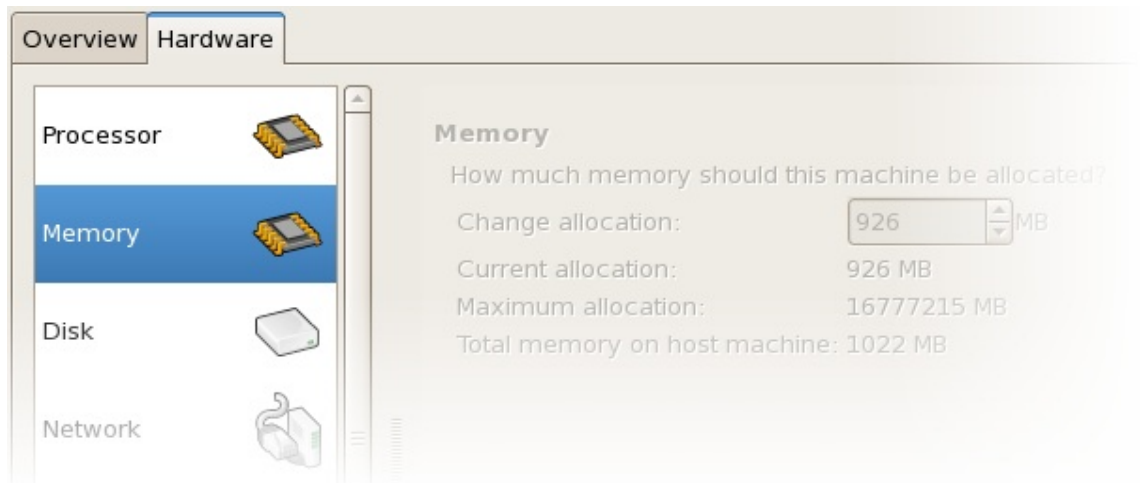 Overview Hardware
Processor
Memory
Disk
Network
Memory
How much memory should this machine be allocated?
Change allocation: 926 MB
Current allocation: 926 MB
Maximum allocation: 16777215 MB
Total memory on host machine: 1022 MB